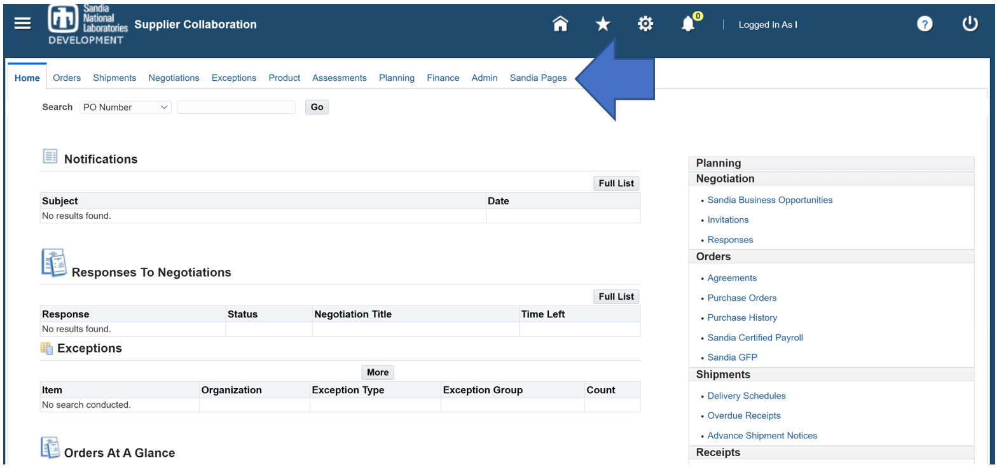 Sandia
National
Laboratories
DEVELOPMENT
Supplier Collaboration
0
Logged In As I
?
Home Orders Shipments Negotiations Exceptions Product Assessments Planning Finance Admin Sandia Pages
Search PO Number Go
Notifications
Full List
Subject Date
No results found.
Responses To Negotiations
Full List
Response Status Negotiation Title Time Left
No results found.
Exceptions
More
Item Organization Exception Type Exception Group Count
No search conducted.
Orders At A Glance
Planning
Negotiation
• Sandia Business Opportunities
• Invitations
• Responses
Orders
• Agreements
• Purchase Orders
• Purchase History
• Sandia Certified Payroll
• Sandia GFP
Shipments
• Delivery Schedules
• Overdue Receipts
• Advance Shipment Notices
Receipts